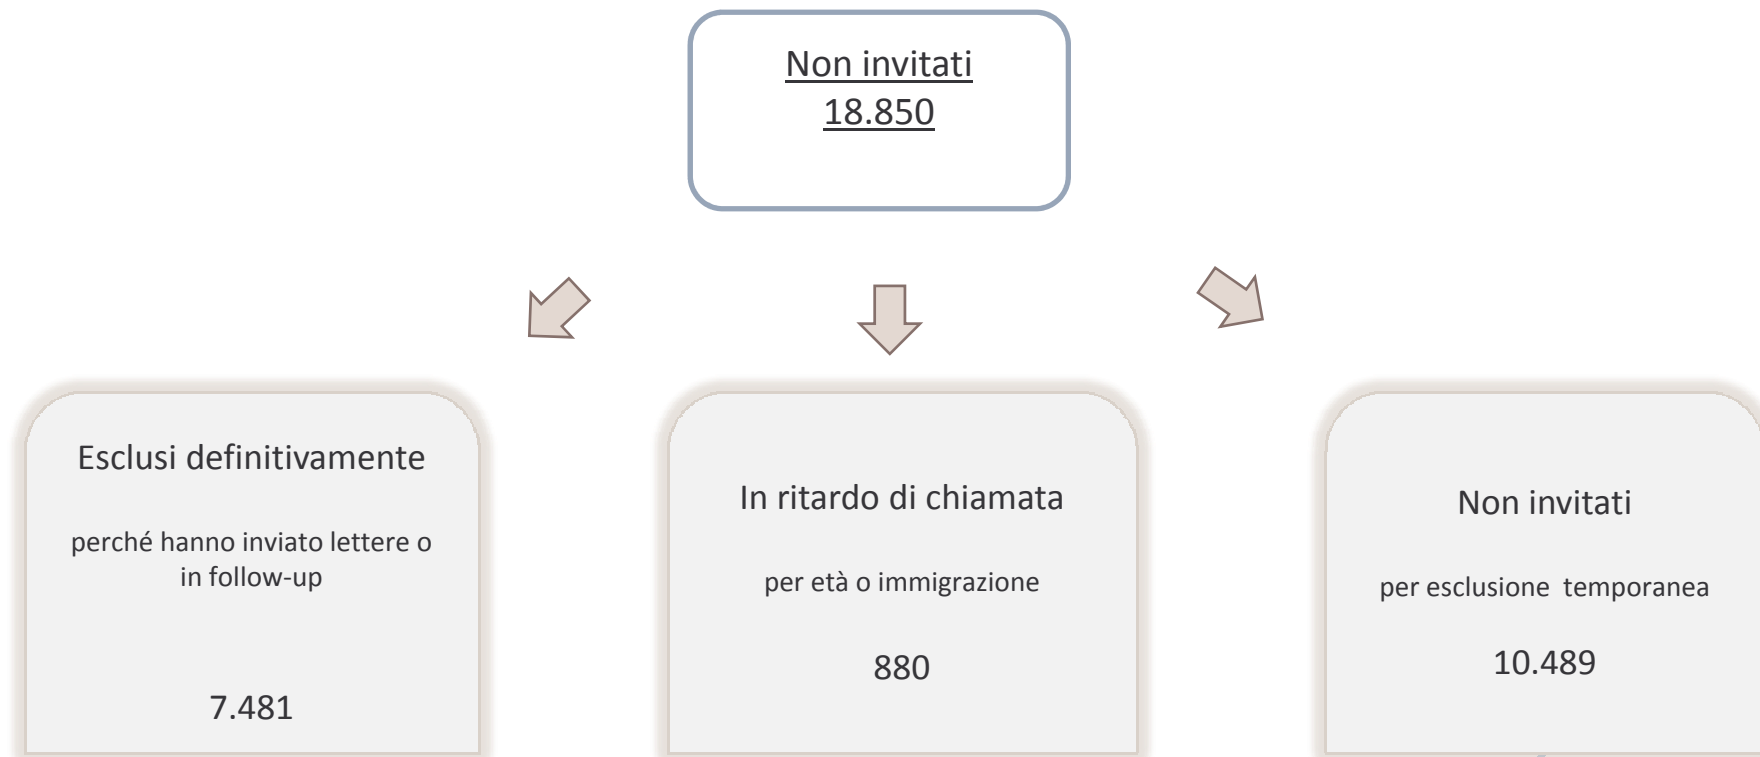 Non invitati
18.850
Esclusi definitivamente
perché hanno inviato lettere o
in follow-up
7.481
In ritardo di chiamata
per età o immigrazione
880
Non invitati
per esclusione temporanea
10.489